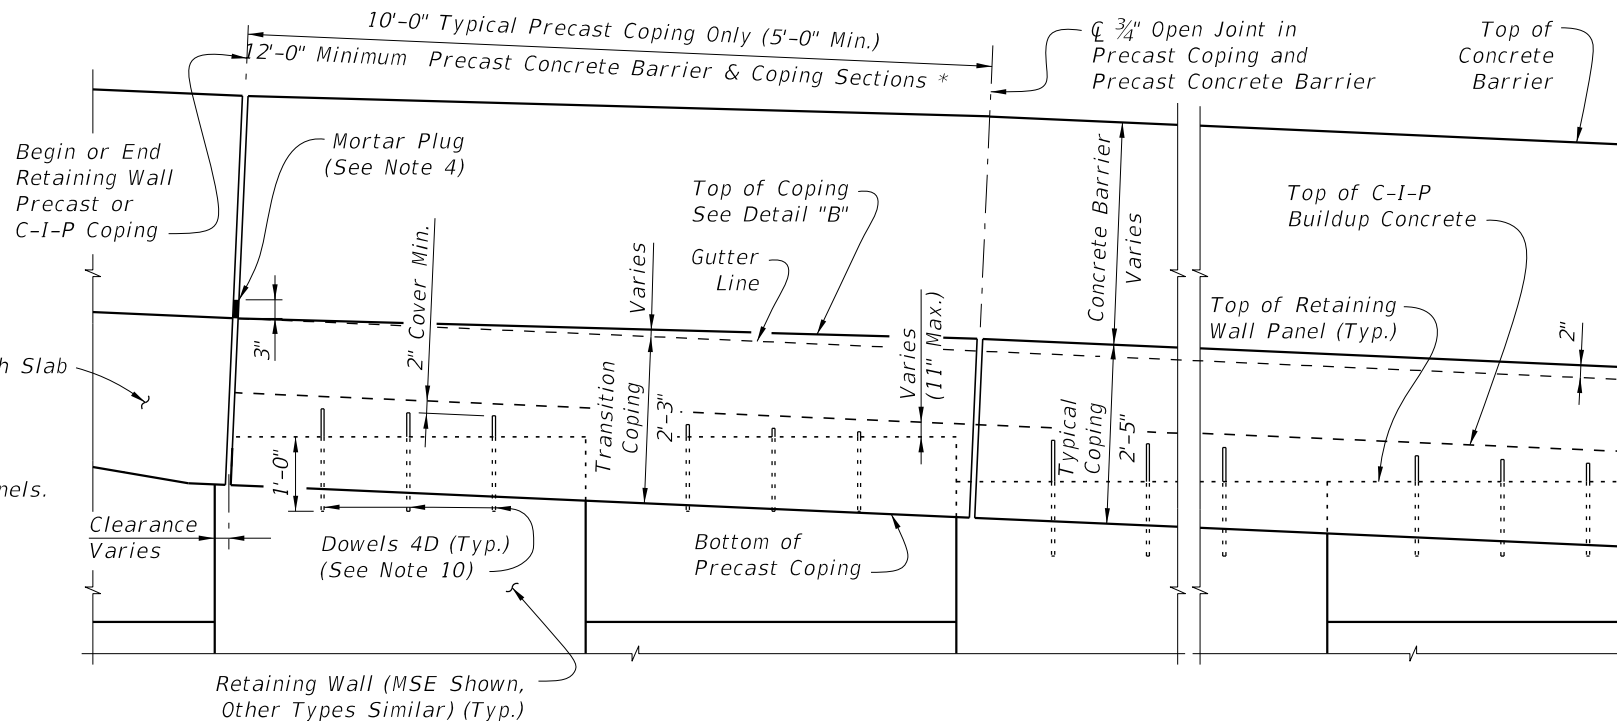 10'-0" Typical Precast Coping Only (5'-0" Min.)
12'-0" Minimum Precast Concrete Barrier & Coping Sections *
℄ ¾" Open Joint in
Precast Coping and
Precast Concrete Barrier
Top of
Concrete
Barrier
Begin or End
Retaining Wall
Precast or
C-I-P Coping
Mortar Plug
(See Note 4)
Top of Coping
See Detail "B"
Gutter
Line
Concrete Barrier
Varies
Top of C-I-P
Buildup Concrete
Top of Retaining
Wall Panel (Typ.)
2"
3"
2" Cover Min.
Varies
Varies
(11" Max.)
Transition
Coping
2'-3"
Typical
Coping
2'-5"
h Slab
nels.
1'-0"
Clearance
Varies
Dowels 4D (Typ.)
(See Note 10)
Bottom of
Precast Coping
Retaining Wall (MSE Shown,
Other Types Similar) (Typ.)